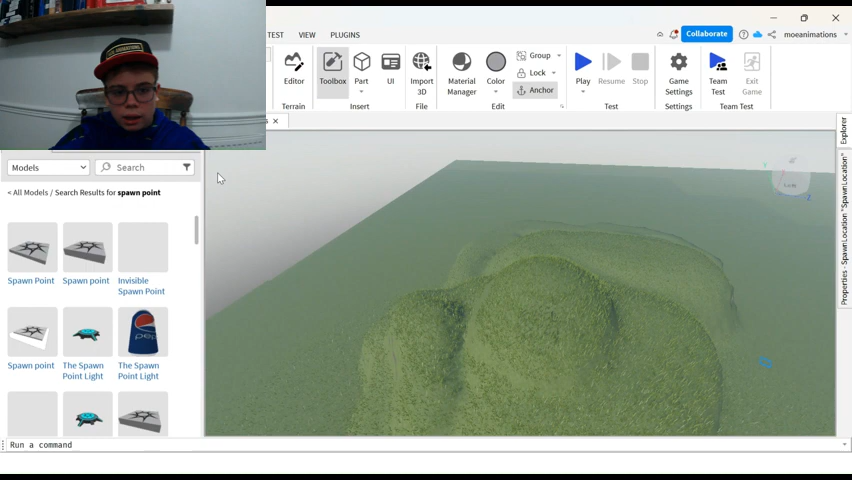 TEST VIEW PLUGINS
Collaborate
moeanimations
Editor
Toolbox
Part
UI
Import
3D
Material
Manager
Color
Group
Lock
Anchor
Play
Resume
Stop
Game
Settings
Team
Test
Exit
Game
Terrain
Insert
File
Edit
Test
Settings
Team Test
Models
Search
< All Models / Search Results for spawn point
Spawn Point
Spawn point
Invisible
Spawn Point
Spawn point
The Spawn
Point Light
The Spawn
Point Light
Explorer
Properties - SpawnLocation "SpawnLocation"
Run a command